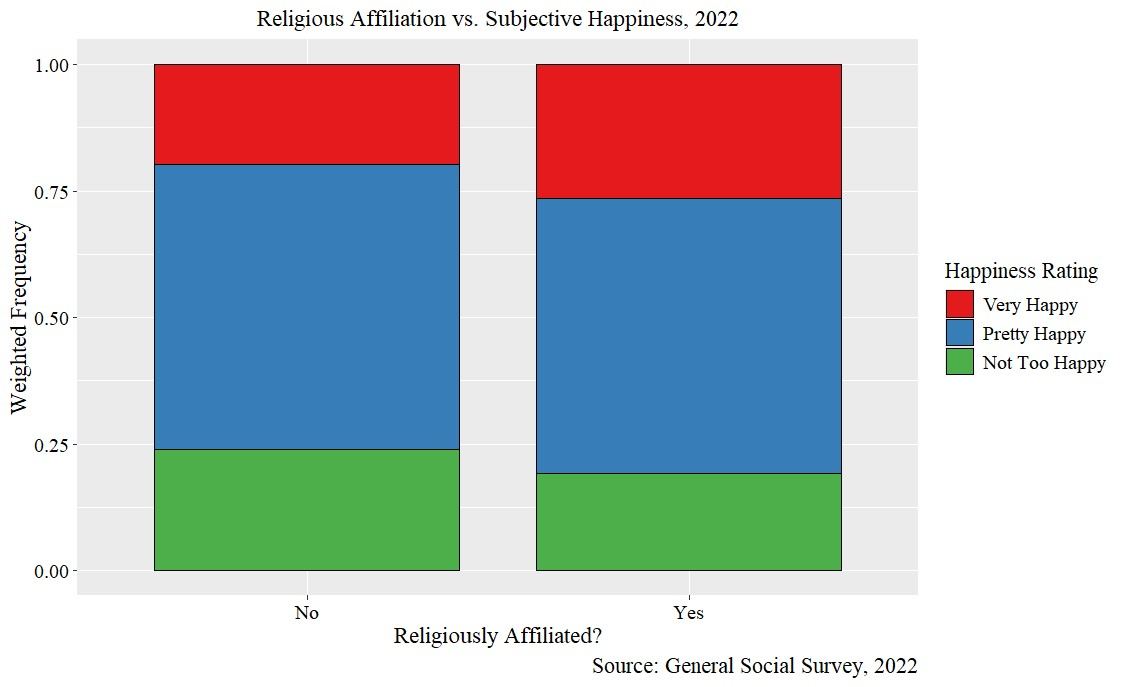 Religious Affiliation vs. Subjective Happiness, 2022
Weighted Frequency
1.00
0.75
0.50
0.25
0.00
No
Yes
Religiously Affiliated?
Source: General Social Survey, 2022
Happiness Rating
Very Happy
Pretty Happy
Not Too Happy